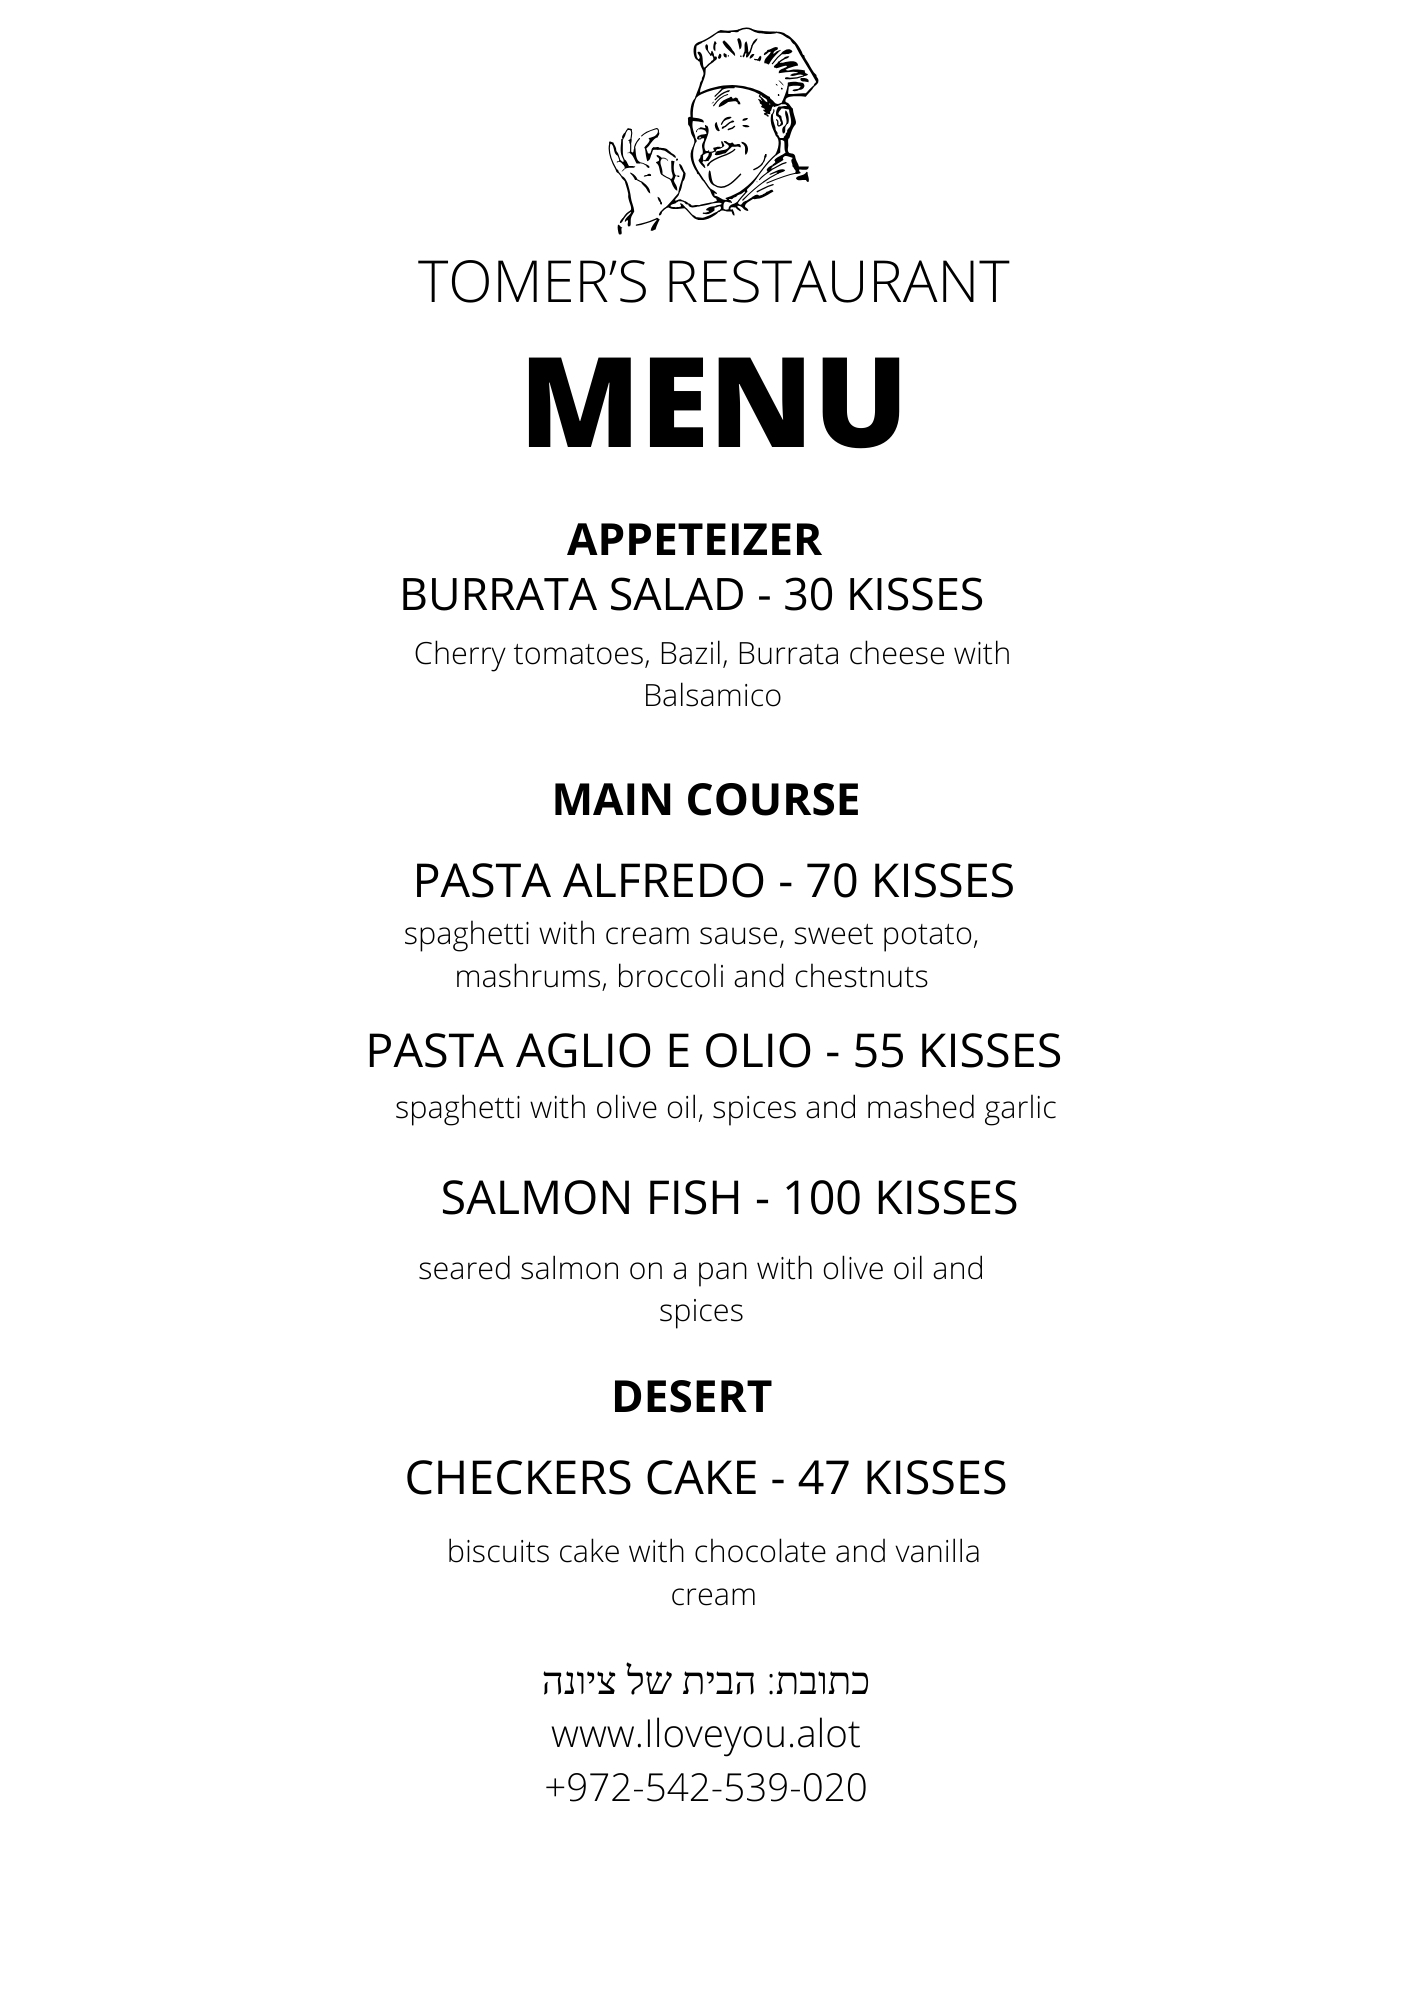 TOMER’S RESTAURANT
MENU
APPETEIZER
BURRATA SALAD - 30 KISSES
Cherry tomatoes, Bazil, Burrata cheese with
Balsamico
MAIN COURSE
PASTA ALFREDO - 70 KISSES
spaghetti with cream sause, sweet potato,
mashrums, broccoli and chestnuts
PASTA AGLIO E OLIO - 55 KISSES
spaghetti with olive oil, spices and mashed garlic
SALMON FISH - 100 KISSES
seared salmon on a pan with olive oil and
spices
DESERT
CHECKERS CAKE - 47 KISSES
biscuits cake with chocolate and vanilla
cream
כתובת: הבית של ציונה
www.Iloveyou.alot
+972-542-539-020